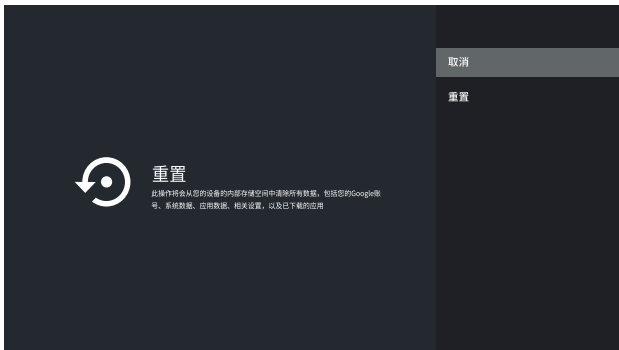 重置
此操作将会从您的设备的内部存储空间中清除所有数据，包括您的Google账
号、系统数据、应用数据、相关设置，以及已下载的应用
取消
重置